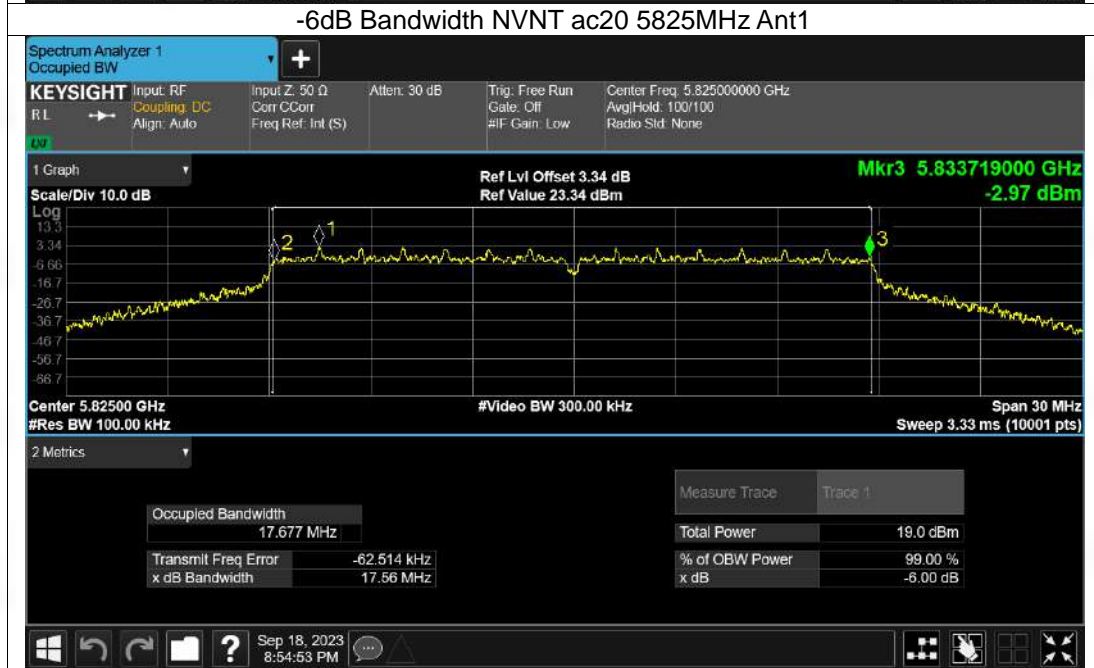 -6dB Bandwidth NVNT ac20 5825MHz Ant1
Spectrum Analyzer 1
Occupied BW
+
KEYSIGHT
RL
Input: RF
Coupling: DC
Align: Auto
Input Z: 50 Ω
Corr CCorr
Freq Ref: Int (S)
Atten: 30 dB
Trig: Free Run
Gate: Off
#IF Gain: Low
Center Freq: 5.825000000 GHz
Avg|Hold: 100/100
Radio Std: None
1 Graph
Scale/Div 10.0 dB
Ref Lvl Offset 3.34 dB
Ref Value 23.34 dBm
Mkr3 5.833719000 GHz
-2.97 dBm
Log
13.3
3.34
-6.66
-16.7
-26.7
-36.7
-46.7
-56.7
-66.7
2
1
3
Center 5.82500 GHz
#Res BW 100.00 kHz
#Video BW 300.00 kHz
Span 30 MHz
Sweep 3.33 ms (10001 pts)
2 Metrics
Measure Trace Trace 1
Occupied Bandwidth
17.677 MHz
Total Power 19.0 dBm
Transmit Freq Error -62.514 kHz
% of OBW Power 99.00 %
x dB Bandwidth 17.56 MHz
x dB -6.00 dB
?
Sep 18, 2023
8:54:53 PM